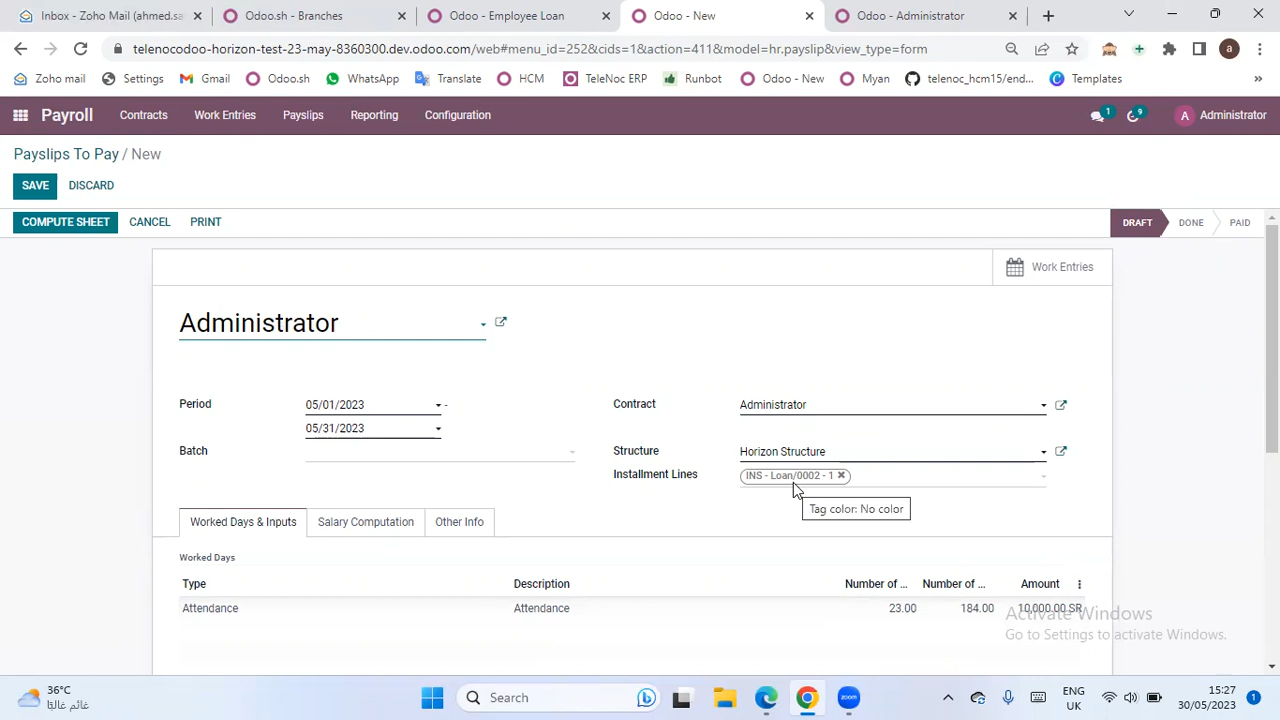 Inbox - Zoho Mail (ahmed.sa
Odoo.sh - Branches
Odoo - Employee Loan
Odoo - New
Odoo - Administrator
telenocodoo-horizon-test-23-may-8360300.dev.odoo.com/web#menu_id=252&cids=1&action=411&model=hr.payslip&view_type=form
a
Zoho mail
Settings
Gmail
Odoo.sh
WhatsApp
Translate
HCM
TeleNoc ERP
Runbot
Odoo - New
Myan
telenoc_hcm15/end...
Templates
Payroll
Contracts
Work Entries
Payslips
Reporting
Configuration
1
9
A
Administrator
Payslips To Pay / New
SAVE
DISCARD
COMPUTE SHEET
CANCEL
PRINT
DRAFT
DONE
PAID
Work Entries
Administrator
Period
05/01/2023
-
05/31/2023
Contract
Administrator
Batch
Structure
Horizon Structure
Installment Lines
INS - Loan/0002 - 1
Tag color: No color
Worked Days & Inputs
Salary Computation
Other Info
Worked Days
Type
Description
Number of ...
Number of ...
Amount
Attendance
Attendance
23.00
184.00
10,000.00 SR
Activate Windows
Go to Settings to activate Windows.
36°C
غائم غالبًا
Search
zoom
ENG
UK
15:27
30/05/2023
1